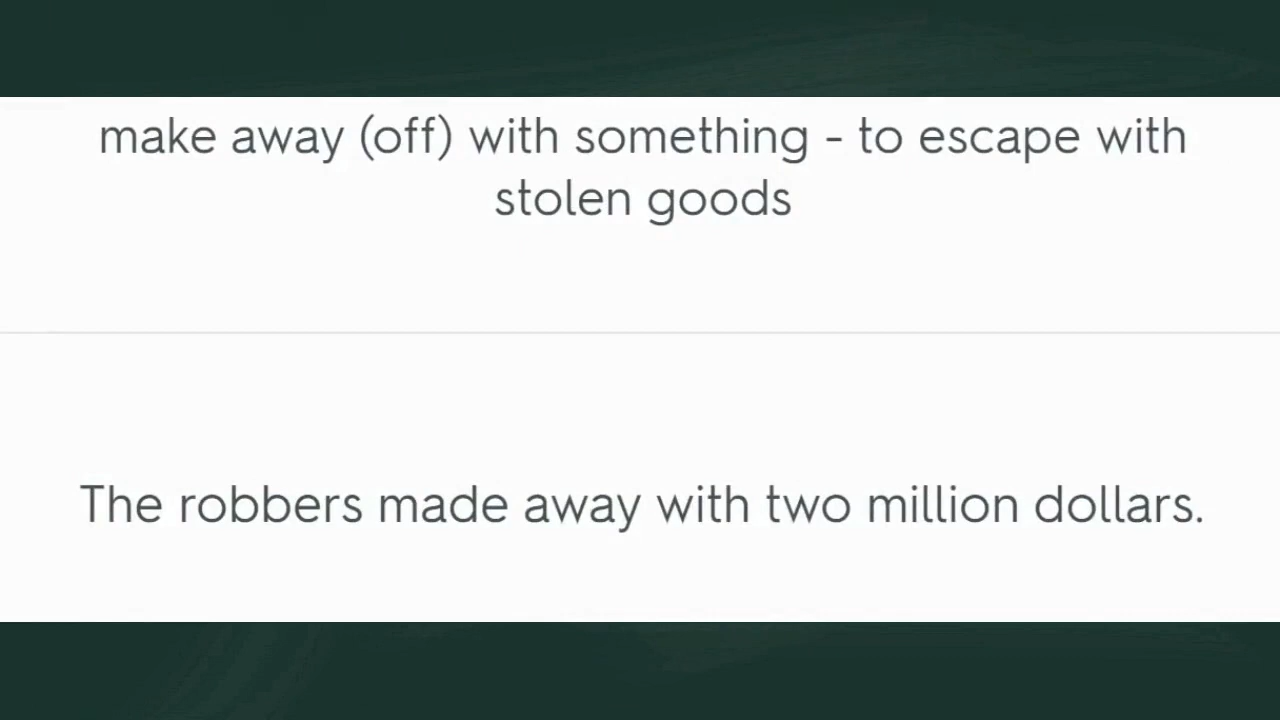 make away (off) with something - to escape with
stolen goods
The robbers made away with two million dollars.